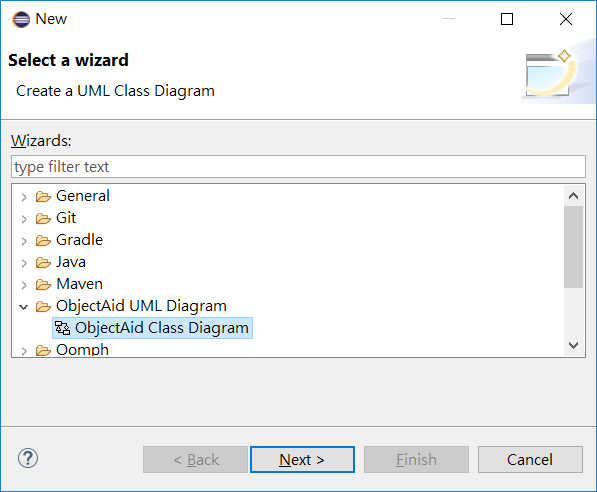 New
Select a wizard
Create a UML Class Diagram
Wizards:
type filter text
General
Git
Gradle
Java
Maven
ObjectAid UML Diagram
ObjectAid Class Diagram
Oomph
?
< Back
Next >
Finish
Cancel